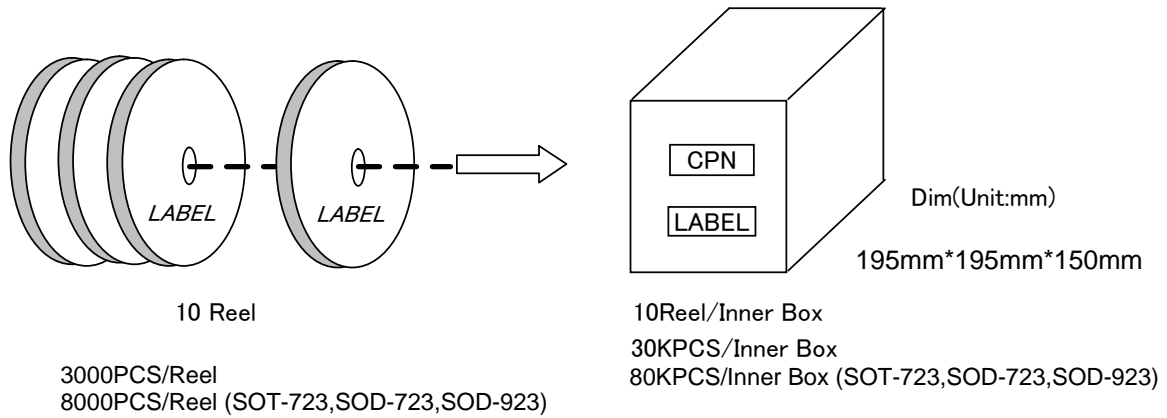 LABEL
LABEL
10 Reel
3000PCS/Reel
8000PCS/Reel (SOT-723,SOD-723,SOD-923)
CPN
LABEL
Dim(Unit:mm)
195mm*195mm*150mm
10Reel/Inner Box
30KPCS/Inner Box
80KPCS/Inner Box (SOT-723,SOD-723,SOD-923)